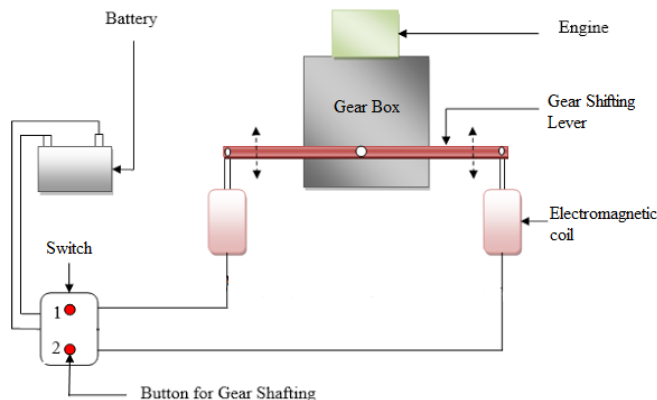 Battery
Engine
Gear Box
Gear Shifting
Lever
Electromagnetic
coil
Switch
1
2
Button for Gear Shafting